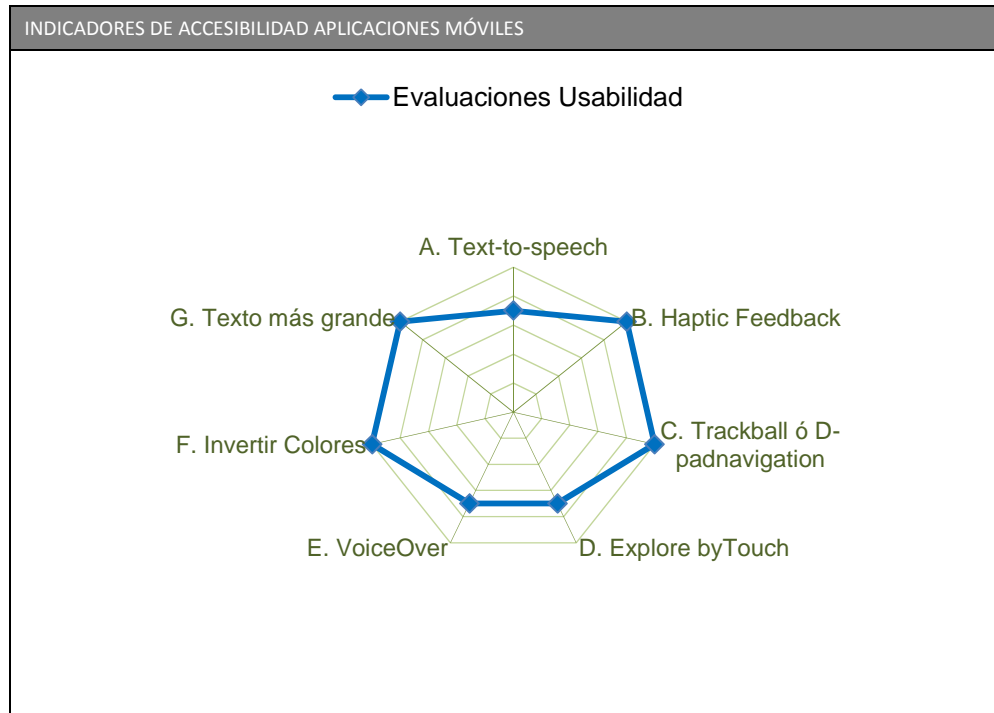 INDICADORES DE ACCESIBILIDAD APLICACIONES MÓVILES
Evaluaciones Usabilidad
A. Text-to-speech
G. Texto más grande
B. Haptic Feedback
F. Invertir Colores
C. Trackball ó D-
padnavigation
E. VoiceOver
D. Explore byTouch